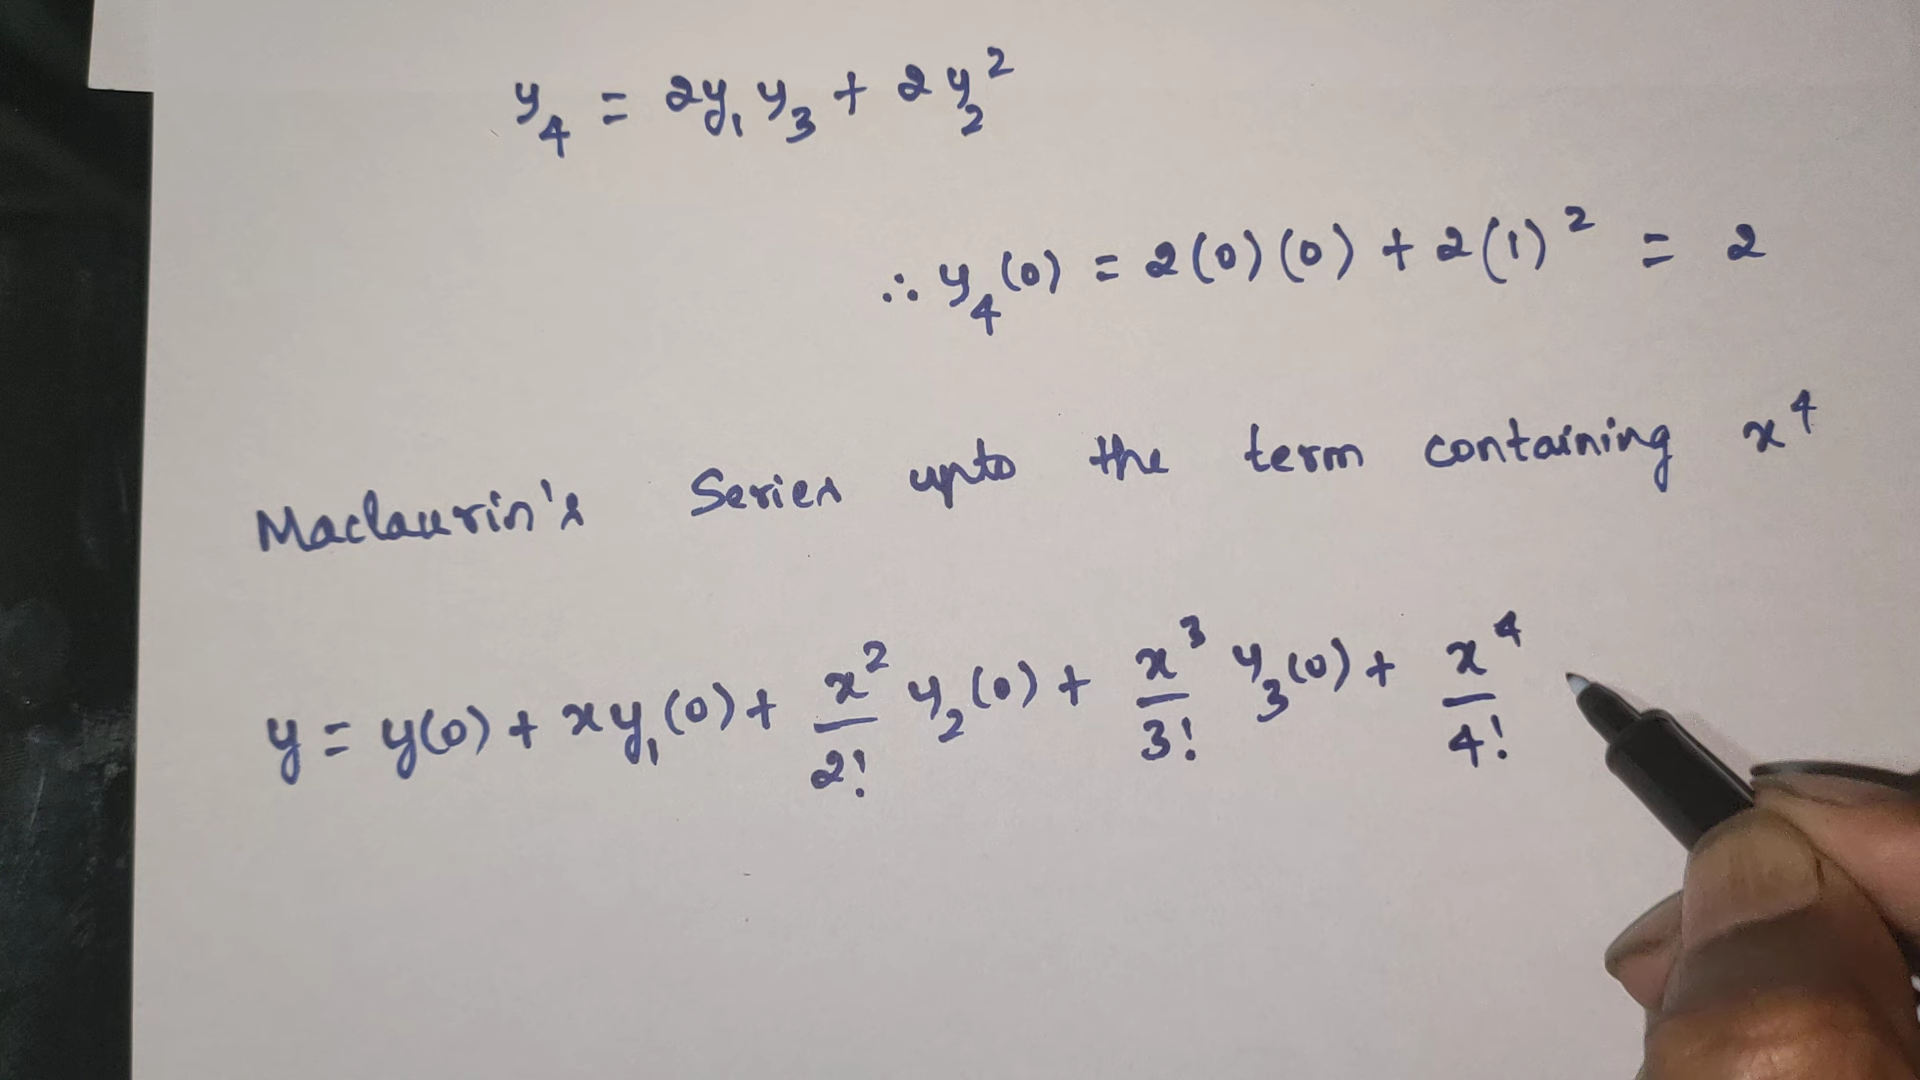 y₄ = 2y₁ y₃ + 2y₂²
∴ y₄(0) = 2(0)(0) + 2(1)² = 2
Maclaurin's Series upto the term containing x⁴
y = y(0) + xy₁(0) + x²/2! y₂(0) + x³/3! y₃(0) + x⁴/4!